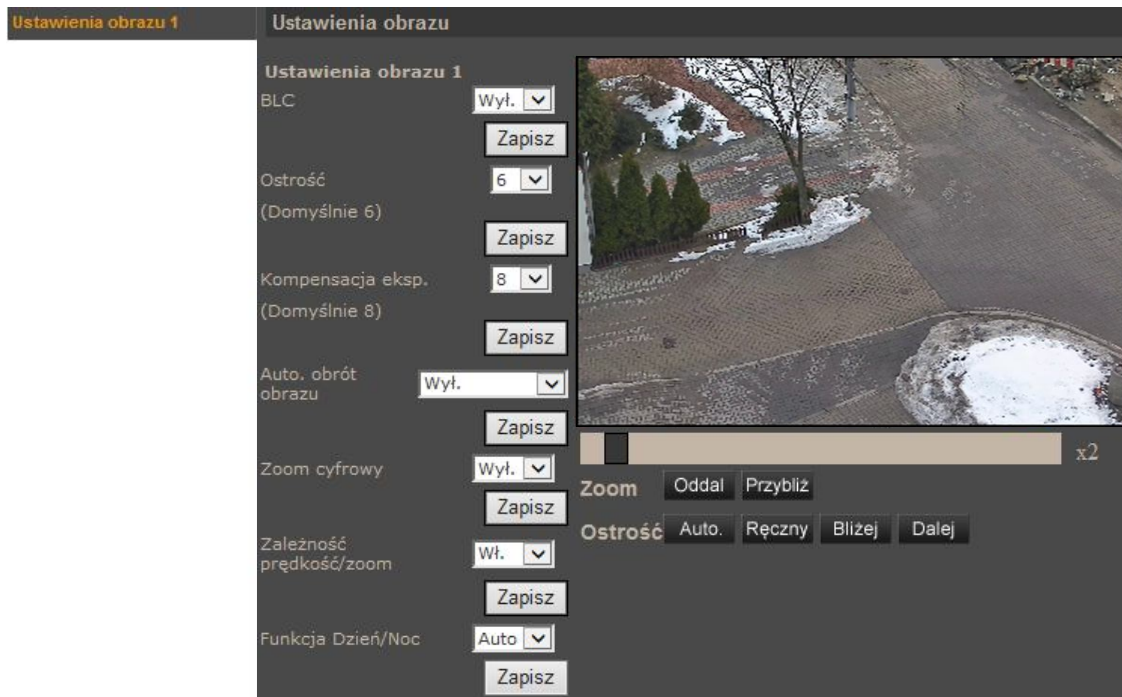 Ustawienia obrazu 1
Ustawienia obrazu
Ustawienia obrazu 1
BLC Wył.
Zapisz
Ostrość 6
(Domyślnie 6)
Zapisz
Kompensacja eksp. 8
(Domyślnie 8)
Zapisz
Auto. obrót
obrazu Wył.
Zapisz
Zoom cyfrowy Wył.
Zapisz
Zależność
prędkość/zoom Wł.
Zapisz
Funkcja Dzień/Noc Auto
Zapisz
x2
Zoom Oddal Przybliż
Ostrość Auto. Ręczny Bliżej Dalej